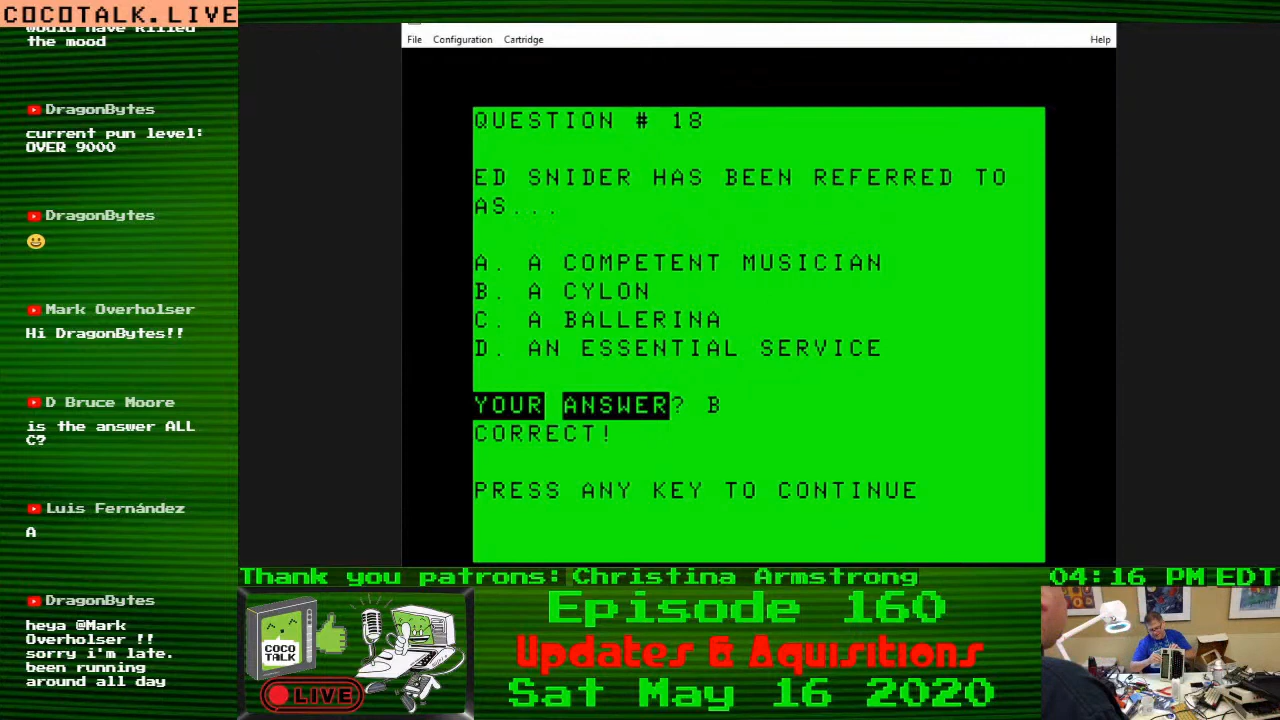 COCOTALK.LIVE
would have killed
the mood
DragonBytes
current pun level:
OVER 9000
DragonBytes
Mark Overholser
Hi DragonBytes!!
D Bruce Moore
is the answer ALL
C?
Luis Fernández
A
DragonBytes
heya @Mark
Overholser !!
sorry i'm late.
been running
around all day
File Configuration Cartridge Help
QUESTION # 18
ED SNIDER HAS BEEN REFERRED TO
AS...
A. A COMPETENT MUSICIAN
B. A CYLON
C. A BALLERINA
D. AN ESSENTIAL SERVICE
YOUR ANSWER? B
CORRECT!
PRESS ANY KEY TO CONTINUE
Thank you patrons: Christina Armstrong 04:16 PM EDT
COCO
TALK
LIVE
Episode 160
Updates & Aquisitions
Sat May 16 2020